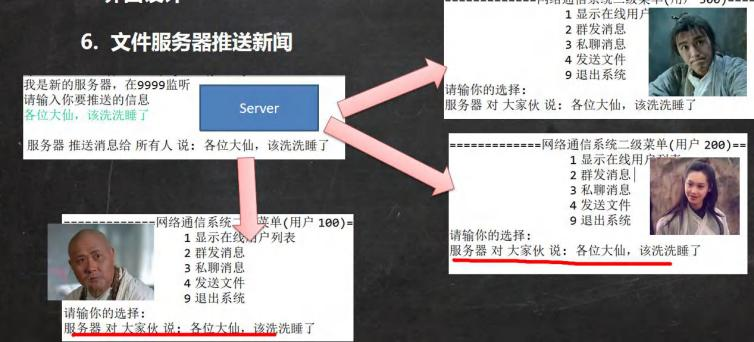 6. 文件服务器推送新闻
我是新的服务器，在9999监听
请输入你要推送的信息
各位大仙，该洗洗睡了
服务器 推送消息给 所有人 说: 各位大仙，该洗洗睡了
Server
1 显示在线用户
2 群发消息
3 私聊消息
4 发送文件
9 退出系统
请输你的选择:
服务器 对 大家伙 说: 各位大仙，该洗洗睡了
=============网络通信系统二级菜单(用户 200)==
1 显示在线用户列表
2 群发消息
3 私聊消息
4 发送文件
9 退出系统
请输你的选择:
服务器 对 大家伙 说: 各位大仙，该洗洗睡了
=============网络通信系统二级菜单(用户 100)=
1 显示在线用户列表
2 群发消息
3 私聊消息
4 发送文件
9 退出系统
请输你的选择:
服务器 对 大家伙 说: 各位大仙，该洗洗睡了